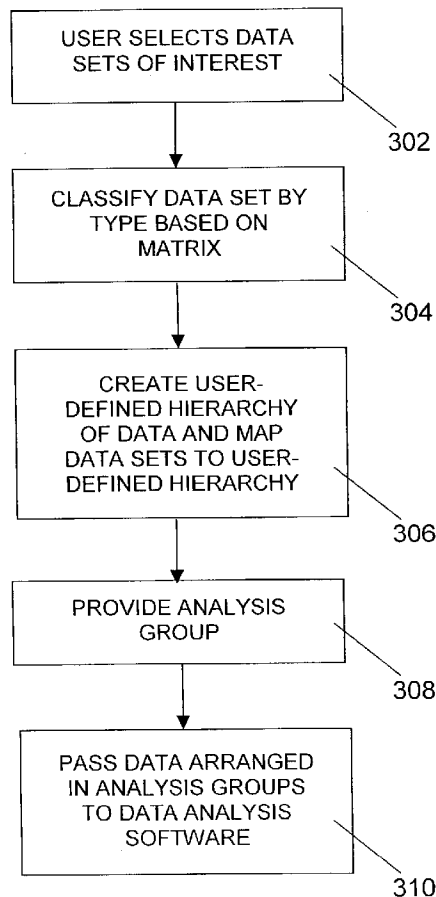 USER SELECTS DATA
SETS OF INTEREST
302
CLASSIFY DATA SET BY
TYPE BASED ON
MATRIX
304
CREATE USER-
DEFINED HIERARCHY
OF DATA AND MAP
DATA SETS TO USER-
DEFINED HIERARCHY
306
PROVIDE ANALYSIS
GROUP
308
PASS DATA ARRANGED
IN ANALYSIS GROUPS
TO DATA ANALYSIS
SOFTWARE
310